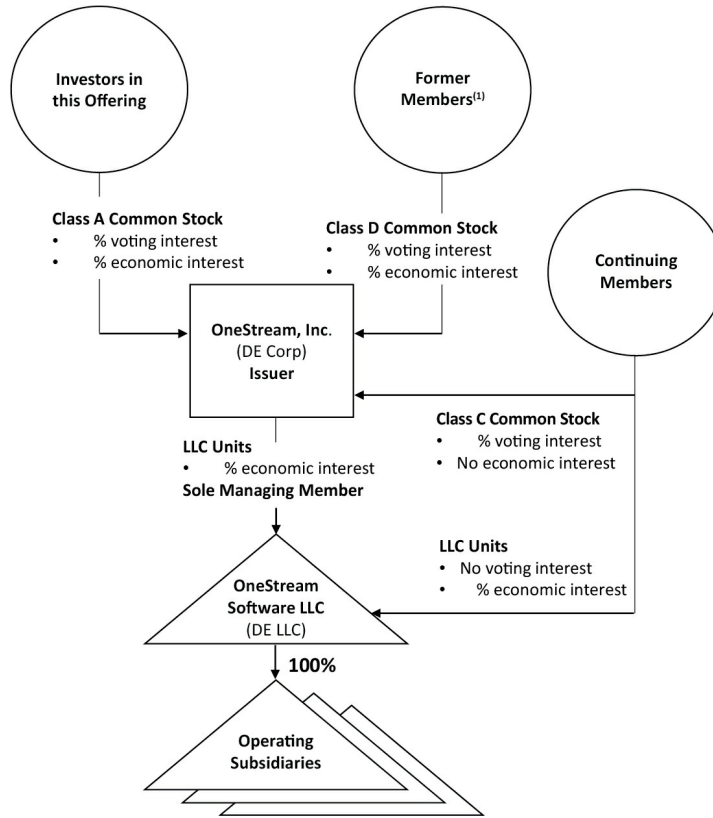 Investors in
this Offering
Former
Members(1)
Class A Common Stock
• % voting interest
• % economic interest
Class D Common Stock
• % voting interest
• % economic interest
Continuing
Members
OneStream, Inc.
(DE Corp)
Issuer
Class C Common Stock
• % voting interest
• No economic interest
LLC Units
• % economic interest
Sole Managing Member
LLC Units
• No voting interest
• % economic interest
OneStream
Software LLC
(DE LLC)
100%
Operating
Subsidiaries